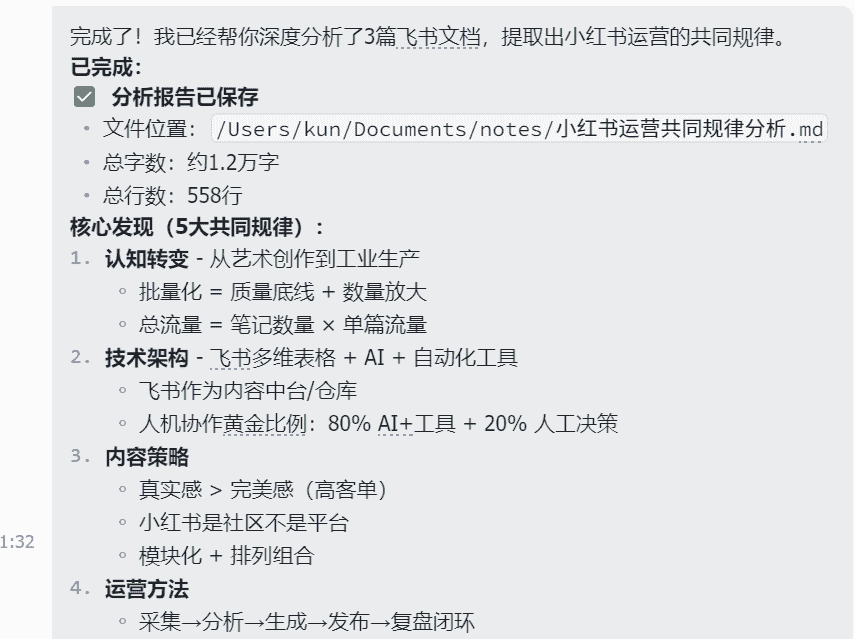 完成了！我已经帮你深度分析了3篇飞书文档，提取出小红书运营的共同规律。
已完成：
✅ 分析报告已保存
• 文件位置： /Users/kun/Documents/notes/小红书运营共同规律分析.md
• 总字数：约1.2万字
• 总行数：558行
核心发现（5大共同规律）：
1. 认知转变 - 从艺术创作到工业生产
◦ 批量化 = 质量底线 + 数量放大
◦ 总流量 = 笔记数量 × 单篇流量
2. 技术架构 - 飞书多维表格 + AI + 自动化工具
◦ 飞书作为内容中台/仓库
◦ 人机协作黄金比例：80% AI+工具 + 20% 人工决策
3. 内容策略
◦ 真实感 > 完美感（高客单）
◦ 小红书是社区不是平台
1:32
◦ 模块化 + 排列组合
4. 运营方法
◦ 采集→分析→生成→发布→复盘闭环